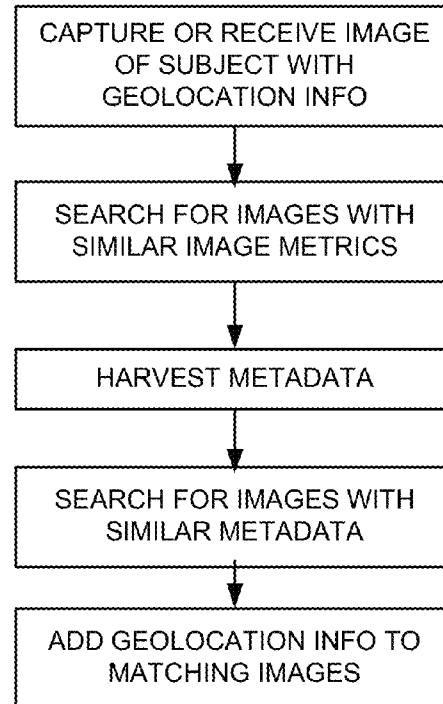 CAPTURE OR RECEIVE IMAGE
OF SUBJECT WITH
GEOLOCATION INFO
SEARCH FOR IMAGES WITH
SIMILAR IMAGE METRICS
HARVEST METADATA
SEARCH FOR IMAGES WITH
SIMILAR METADATA
ADD GEOLOCATION INFO TO
MATCHING IMAGES